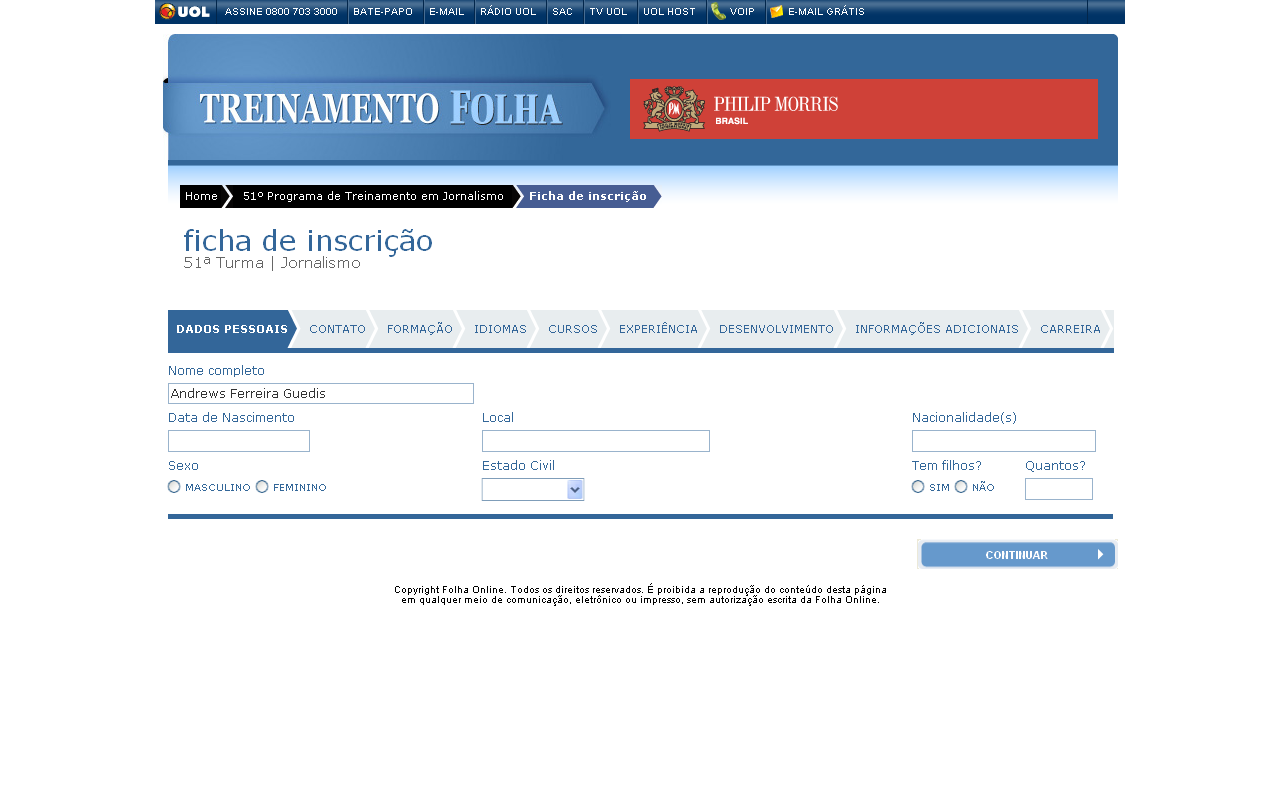 UOL ASSINE 0800 703 3000 BATE-PAPO E-MAIL RÁDIO UOL SAC TV UOL UOL HOST VOIP E-MAIL GRÁTIS
TREINAMENTO FOLHA
PM PHILIP MORRIS
BRASIL
Home 51º Programa de Treinamento em Jornalismo Ficha de inscrição
ficha de inscrição
51ª Turma | Jornalismo
DADOS PESSOAIS CONTATO FORMAÇÃO IDIOMAS CURSOS EXPERIÊNCIA DESENVOLVIMENTO INFORMAÇÕES ADICIONAIS CARREIRA
Nome completo
Andrews Ferreira Guedis
Data de Nascimento Local Nacionalidade(s)
Sexo Estado Civil Tem filhos? Quantos?
MASCULINO FEMININO SIM NÃO
CONTINUAR
Copyright Folha Online. Todos os direitos reservados. É proibida a reprodução do conteúdo desta página
em qualquer meio de comunicação, eletrônico ou impresso, sem autorização escrita da Folha Online.